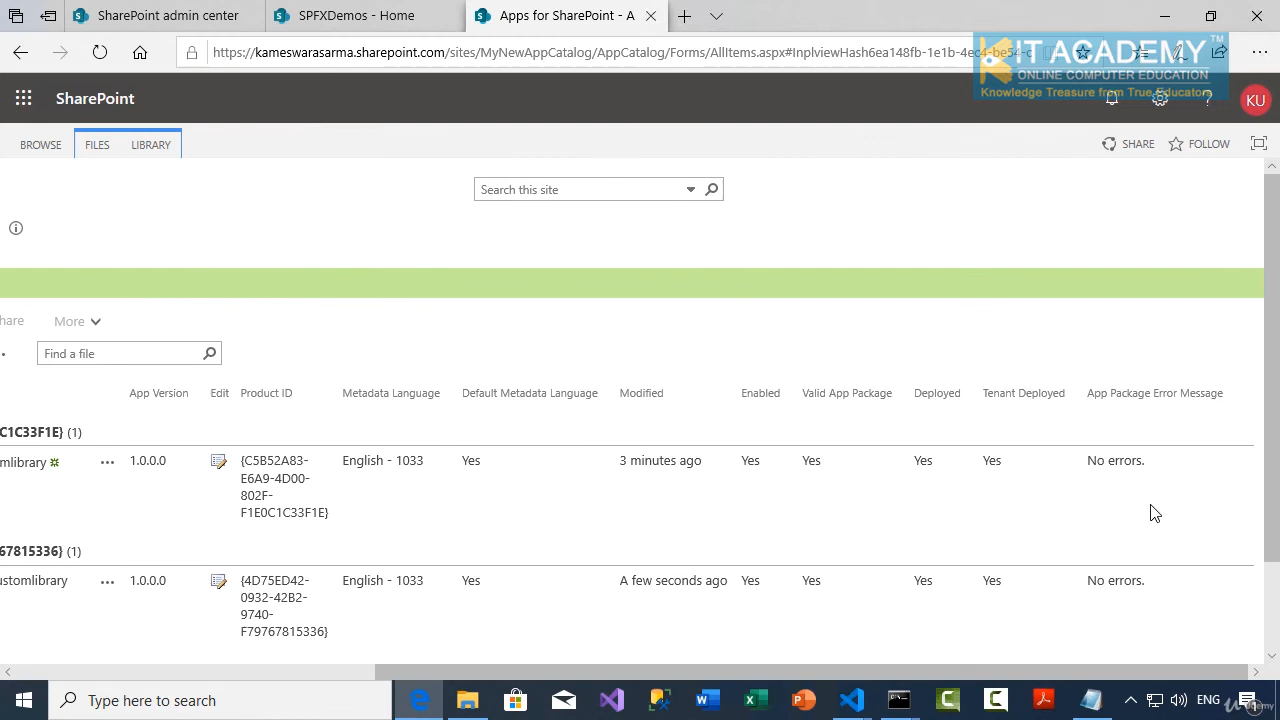 SharePoint admin center
SPFXDemos - Home
Apps for SharePoint - A
https://kameswarasarma.sharepoint.com/sites/MyNewAppCatalog/AppCatalog/Forms/AllItems.aspx#InplviewHash6ea148fb-1e1b-4ec4-be54-
IT ACADEMY™
ONLINE COMPUTER EDUCATION
Knowledge Treasure from True Educators
SharePoint
KU
BROWSE FILES LIBRARY SHARE FOLLOW
Search this site
hare More
Find a file
App Version Edit Product ID Metadata Language Default Metadata Language Modified Enabled Valid App Package Deployed Tenant Deployed App Package Error Message
C1C33F1E} (1)
mlibrary ... 1.0.0.0 {C5B52A83- English - 1033 Yes 3 minutes ago Yes Yes Yes Yes No errors.
E6A9-4D00-
802F-
F1E0C1C33F1E}
67815336} (1)
ustomlibrary ... 1.0.0.0 {4D75ED42- English - 1033 Yes A few seconds ago Yes Yes Yes Yes No errors.
0932-42B2-
9740-
F79767815336}
Type here to search
ENG
Udemy